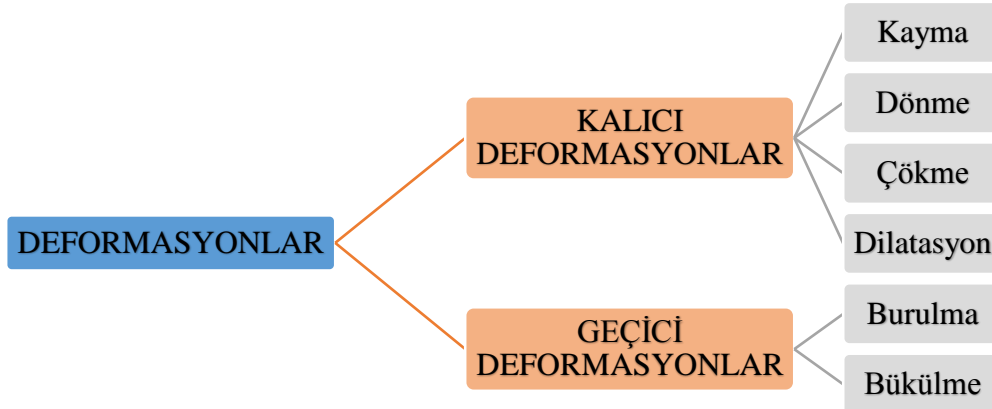 DEFORMASYONLAR
KALICI
DEFORMASYONLAR
Kayma
Dönme
Çökme
Dilatasyon
GEÇİCİ
DEFORMASYONLAR
Burulma
Bükülme